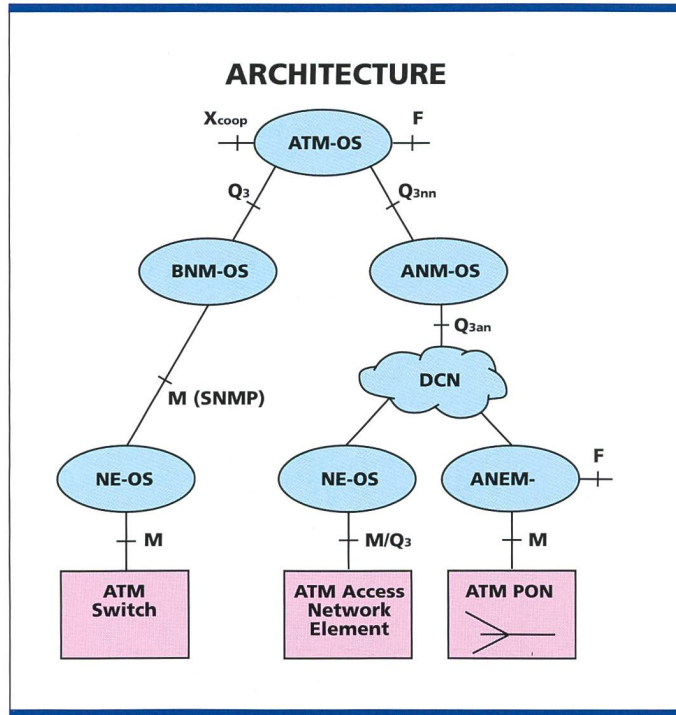 ARCHITECTURE
Xcoop
F
ATM-OS
Q3
Q3nn
BNM-OS
ANM-OS
Q3an
DCN
M (SNMP)
F
NE-OS
NE-OS
ANEM-
M
M/Q3
M
ATM
Switch
ATM Access
Network
Element
ATM PON